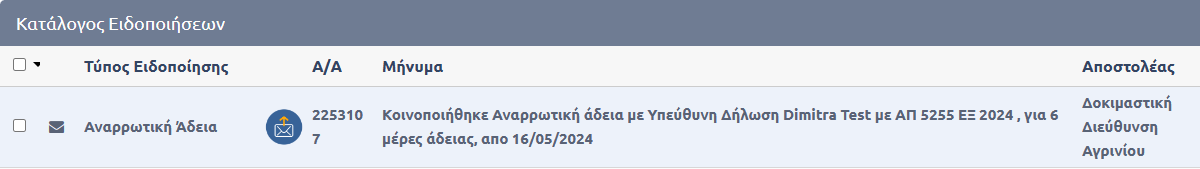 Κατάλογος Ειδοποιήσεων
Τύπος Ειδοποίησης Α/Α Μήνυμα Αποστολέας
Αναρρωτική Άδεια
225310
7
Κοινοποιήθηκε Αναρρωτική άδεια με Υπεύθυνη Δήλωση Dimitra Test με ΑΠ 5255 ΕΞ 2024 , για 6
μέρες άδειας, απο 16/05/2024
Δοκιμαστική
Διεύθυνση
Αγρινίου